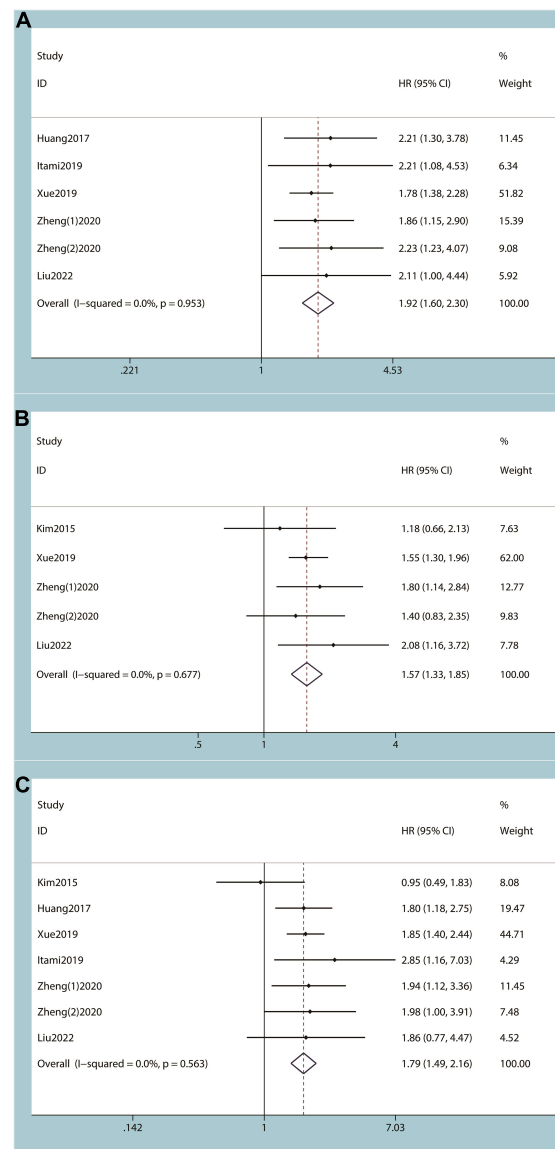 A
Study %
ID HR (95% CI) Weight
Huang2017 2.21 (1.30, 3.78) 11.45
Itami2019 2.21 (1.08, 4.53) 6.34
Xue2019 1.78 (1.38, 2.28) 51.82
Zheng(1)2020 1.86 (1.15, 2.90) 15.39
Zheng(2)2020 2.23 (1.23, 4.07) 9.08
Liu2022 2.11 (1.00, 4.44) 5.92
Overall (I−squared = 0.0%, p = 0.953) 1.92 (1.60, 2.30) 100.00
.221 1 4.53
B
Study %
ID HR (95% CI) Weight
Kim2015 1.18 (0.66, 2.13) 7.63
Xue2019 1.55 (1.30, 1.96) 62.00
Zheng(1)2020 1.80 (1.14, 2.84) 12.77
Zheng(2)2020 1.40 (0.83, 2.35) 9.83
Liu2022 2.08 (1.16, 3.72) 7.78
Overall (I−squared = 0.0%, p = 0.677) 1.57 (1.33, 1.85) 100.00
.5 1 4
C
Study %
ID HR (95% CI) Weight
Kim2015 0.95 (0.49, 1.83) 8.08
Huang2017 1.80 (1.18, 2.75) 19.47
Xue2019 1.85 (1.40, 2.44) 44.71
Itami2019 2.85 (1.16, 7.03) 4.29
Zheng(1)2020 1.94 (1.12, 3.36) 11.45
Zheng(2)2020 1.98 (1.00, 3.91) 7.48
Liu2022 1.86 (0.77, 4.47) 4.52
Overall (I−squared = 0.0%, p = 0.563) 1.79 (1.49, 2.16) 100.00
.142 1 7.03